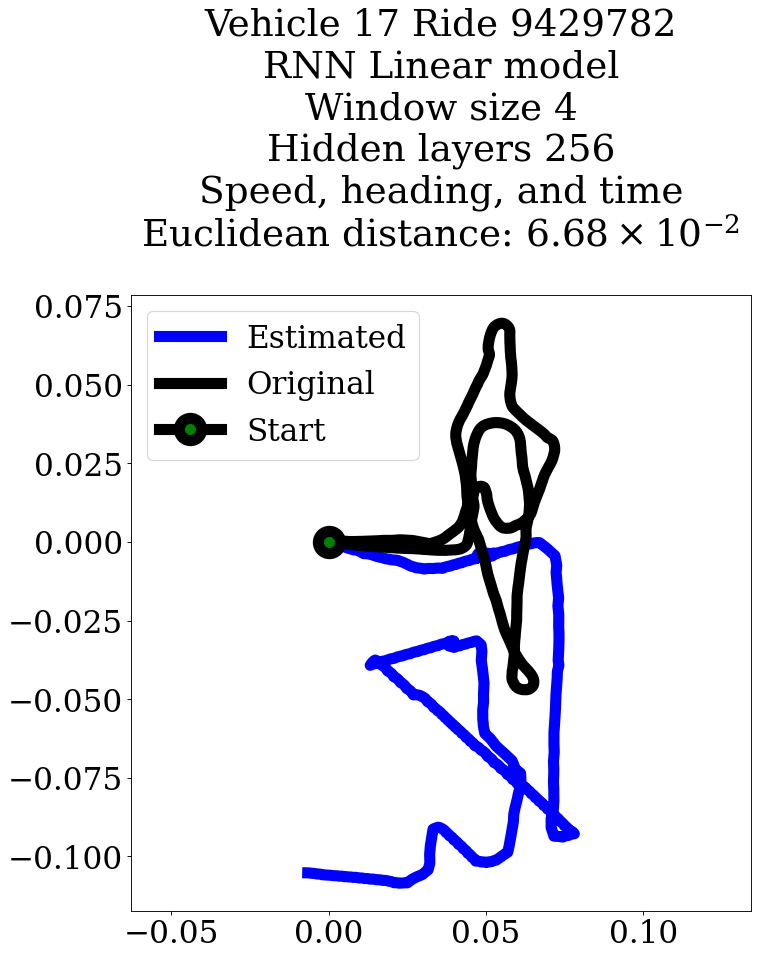 Vehicle 17 Ride 9429782
RNN Linear model
Window size 4
Hidden layers 256
Speed, heading, and time
Euclidean distance: 6.68 × 10⁻²
Estimated
Original
Start
0.075
0.050
0.025
0.000
−0.025
−0.050
−0.075
−0.100
−0.05
0.00
0.05
0.10